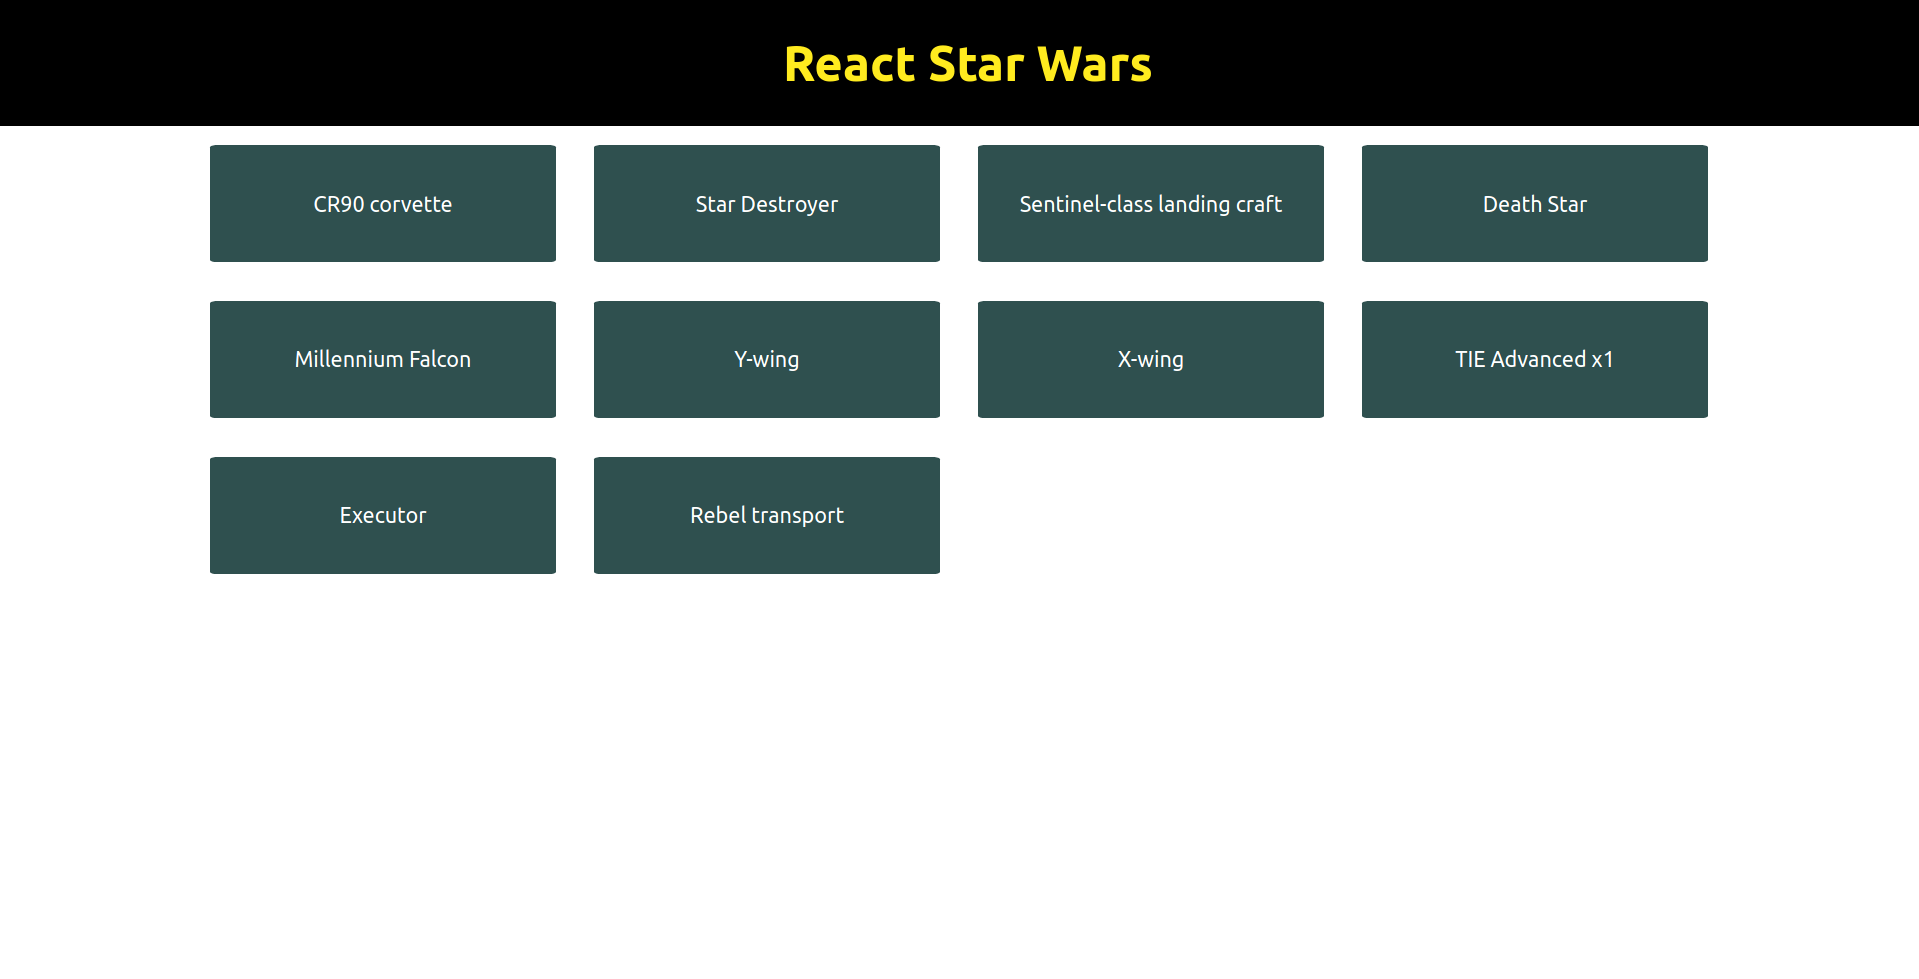 React Star Wars
CR90 corvette
Star Destroyer
Sentinel-class landing craft
Death Star
Millennium Falcon
Y-wing
X-wing
TIE Advanced x1
Executor
Rebel transport